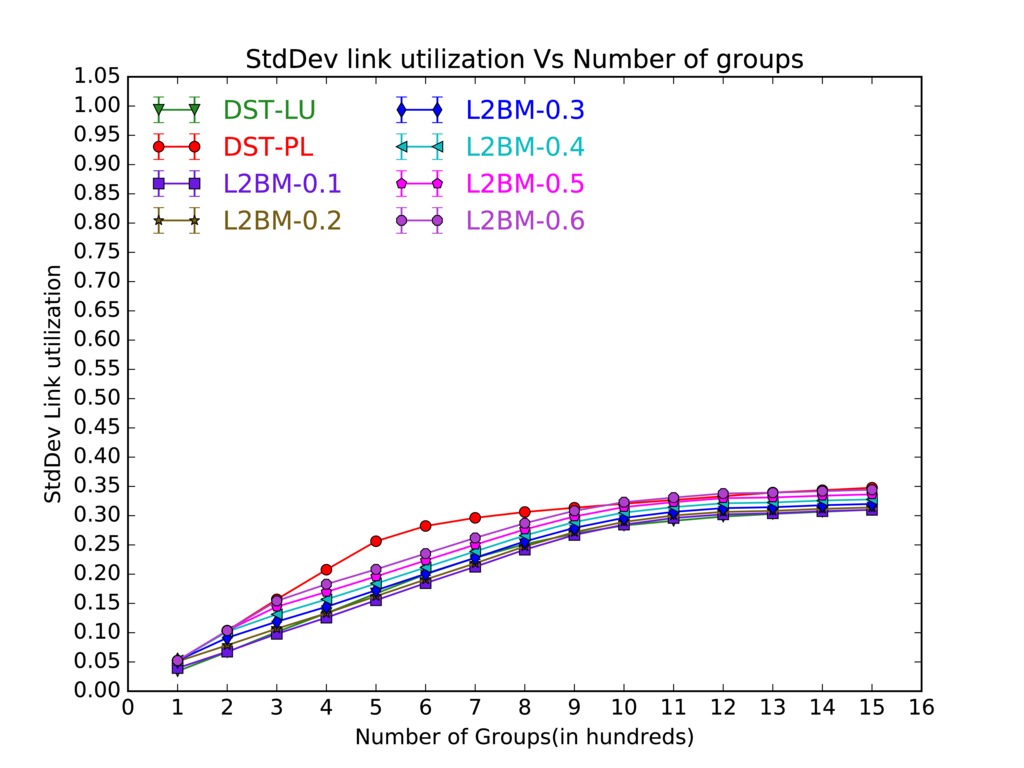 StdDev link utilization Vs Number of groups
DST-LU
DST-PL
L2BM-0.1
L2BM-0.2
L2BM-0.3
L2BM-0.4
L2BM-0.5
L2BM-0.6
StdDev Link utilization
1.05
1.00
0.95
0.90
0.85
0.80
0.75
0.70
0.65
0.60
0.55
0.50
0.45
0.40
0.35
0.30
0.25
0.20
0.15
0.10
0.05
0.00
0 1 2 3 4 5 6 7 8 9 10 11 12 13 14 15 16
Number of Groups(in hundreds)